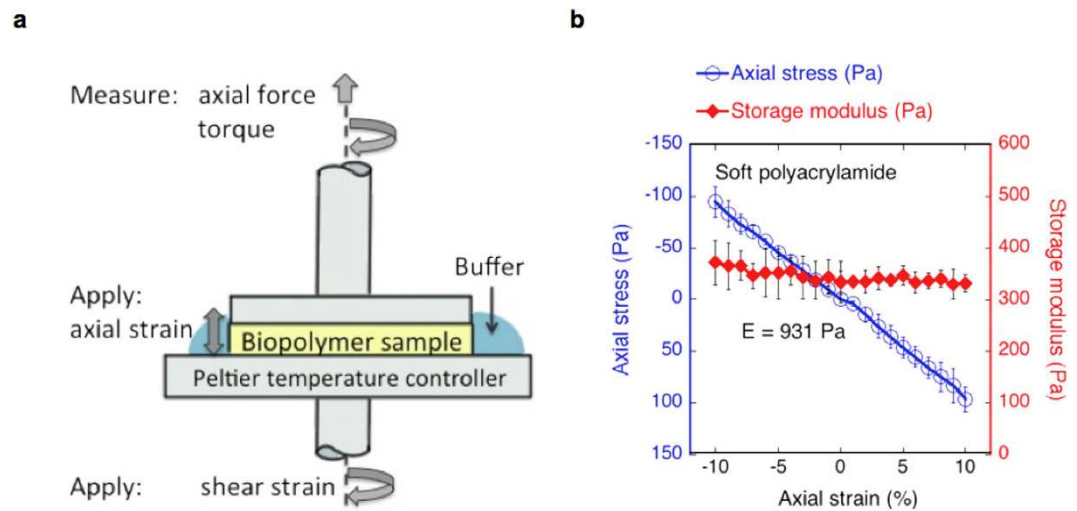 a
Measure: axial force
torque
Buffer
Apply:
axial strain
Biopolymer sample
Peltier temperature controller
Apply: shear strain
b
Axial stress (Pa)
Storage modulus (Pa)
Soft polyacrylamide
E = 931 Pa
-150
-100
-50
0
50
100
150
Axial stress (Pa)
600
500
400
300
200
100
0
Storage modulus (Pa)
-10 -5 0 5 10
Axial strain (%)